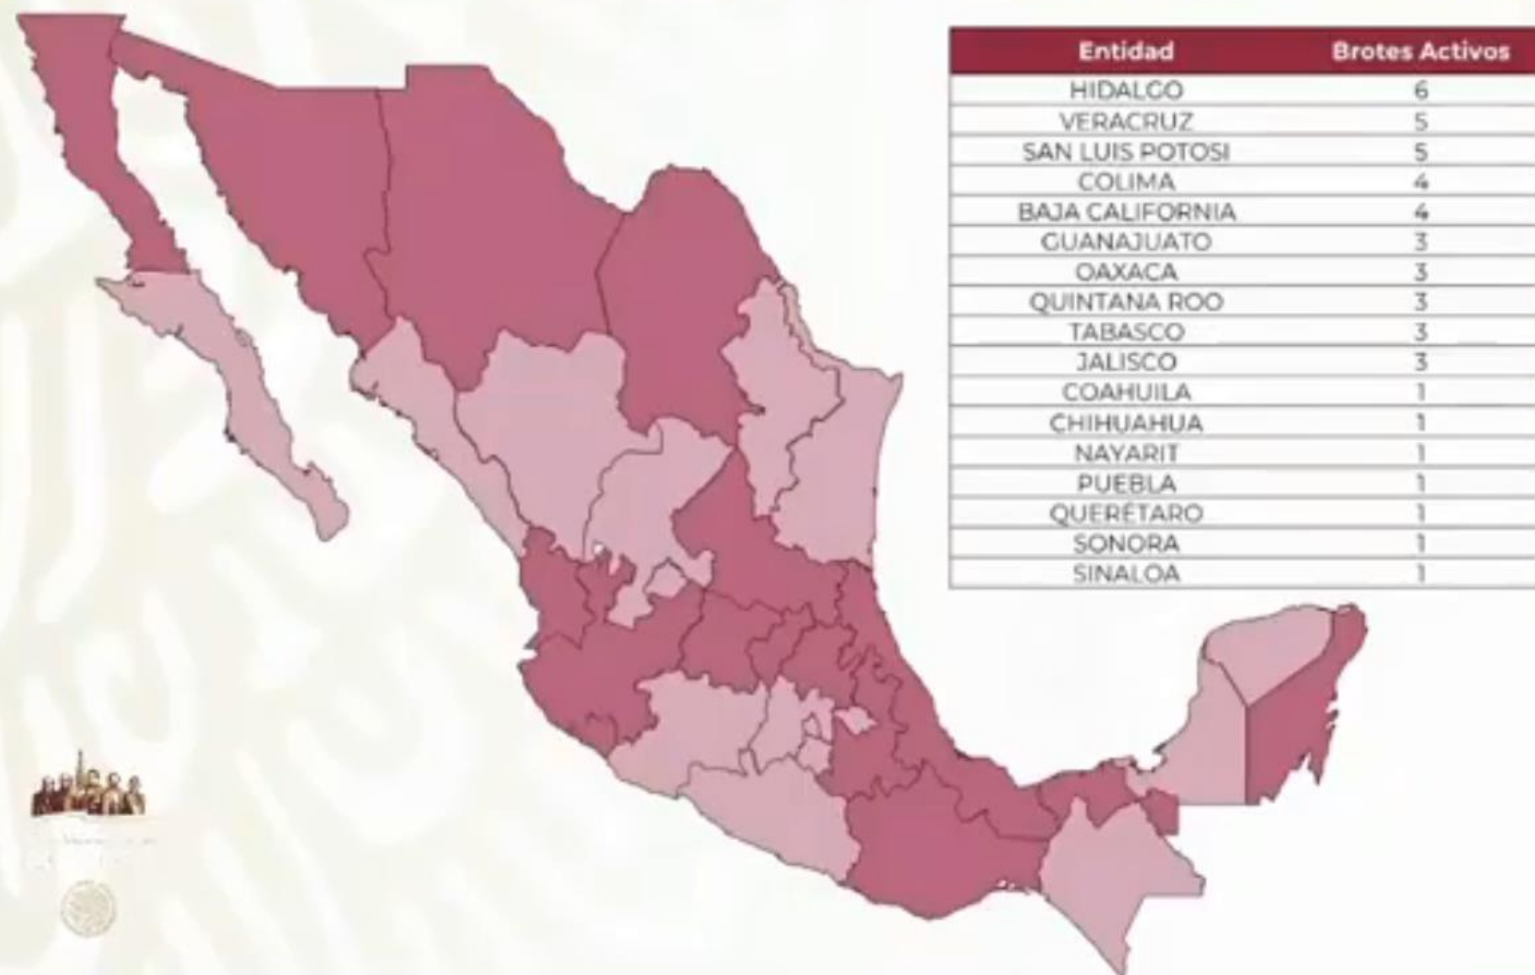 Entidad Brotes Activos
HIDALGO 6
VERACRUZ 5
SAN LUIS POTOSI 5
COLIMA 4
BAJA CALIFORNIA 4
GUANAJUATO 3
OAXACA 3
QUINTANA ROO 3
TABASCO 3
JALISCO 3
COAHUILA 1
CHIHUAHUA 1
NAYARIT 1
PUEBLA 1
QUERÉTARO 1
SONORA 1
SINALOA 1